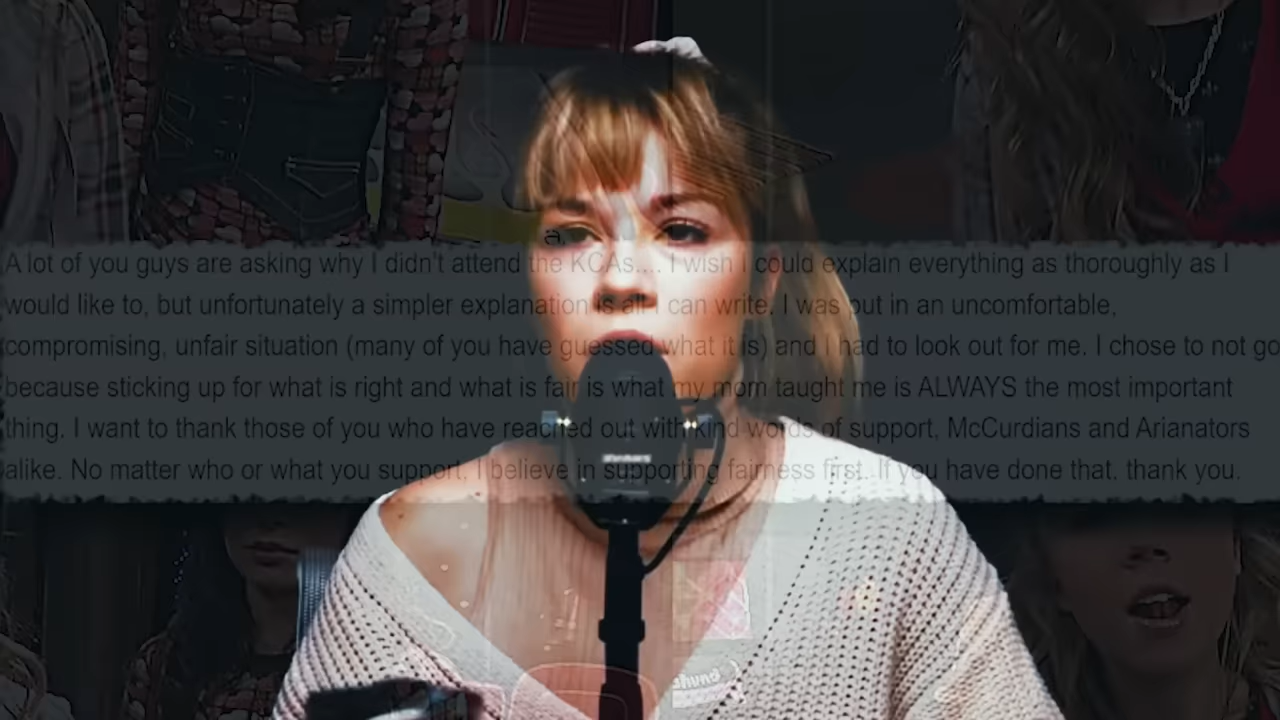 A lot of you guys are asking why I didn't attend the KCAs.... I wish I could explain everything as thoroughly as I
would like to, but unfortunately a simpler explanation is all I can write. I was put in an uncomfortable,
compromising, unfair situation (many of you have guessed what it is) and I had to look out for me. I chose to not go
because sticking up for what is right and what is fair is what my mom taught me is ALWAYS the most important
thing. I want to thank those of you who have reached out with kind words of support, McCurdians and Arianators
alike. No matter who or what you support, I believe in supporting fairness first. If you have done that, thank you.